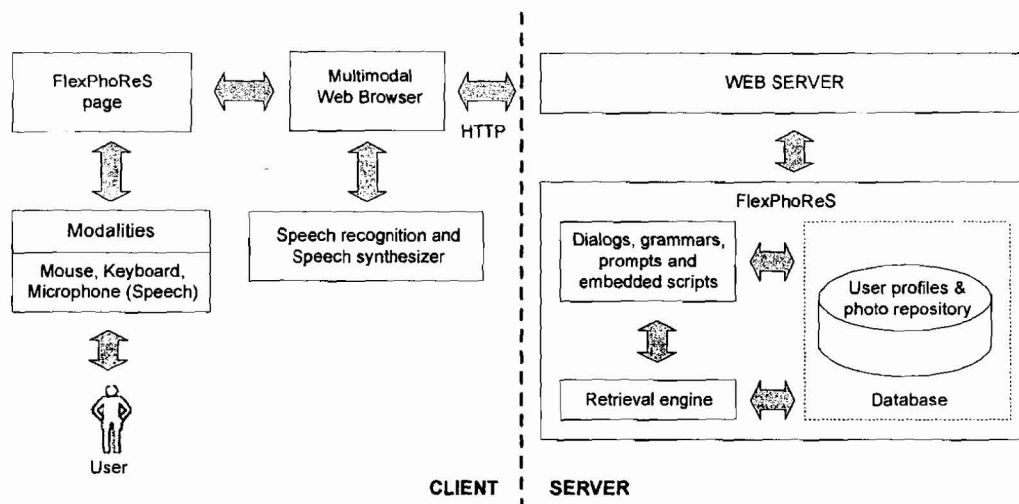 FlexPhoReS
page
Multimodal
Web Browser
HTTP
WEB SERVER
Modalities
Mouse, Keyboard,
Microphone (Speech)
Speech recognition and
Speech synthesizer
User
FlexPhoReS
Dialogs, grammars,
prompts and
embedded scripts
User profiles &
photo repository
Retrieval engine
Database
CLIENT
SERVER